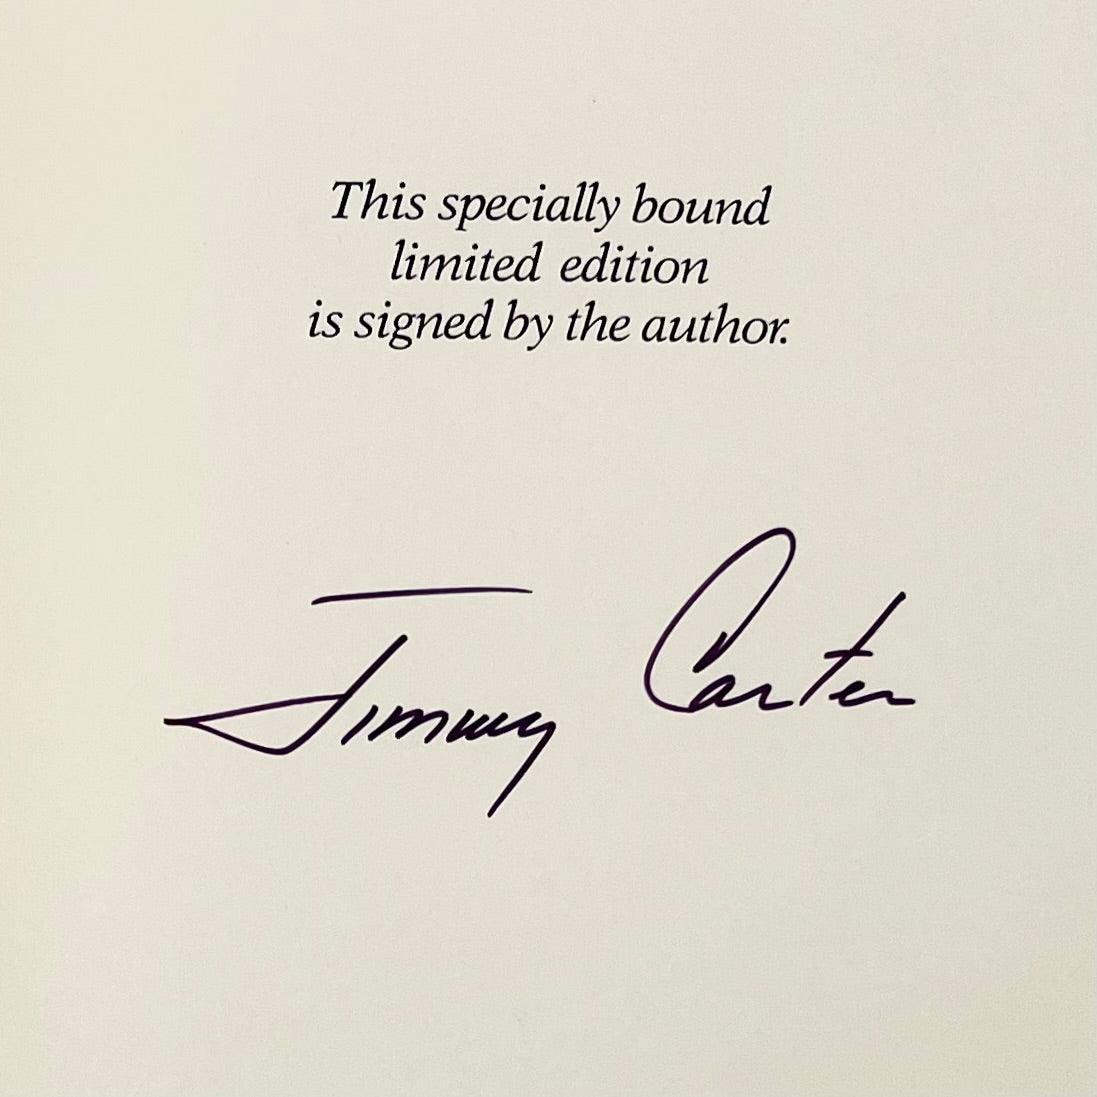 This specially bound
limited edition
is signed by the author.
Jimmy Carter